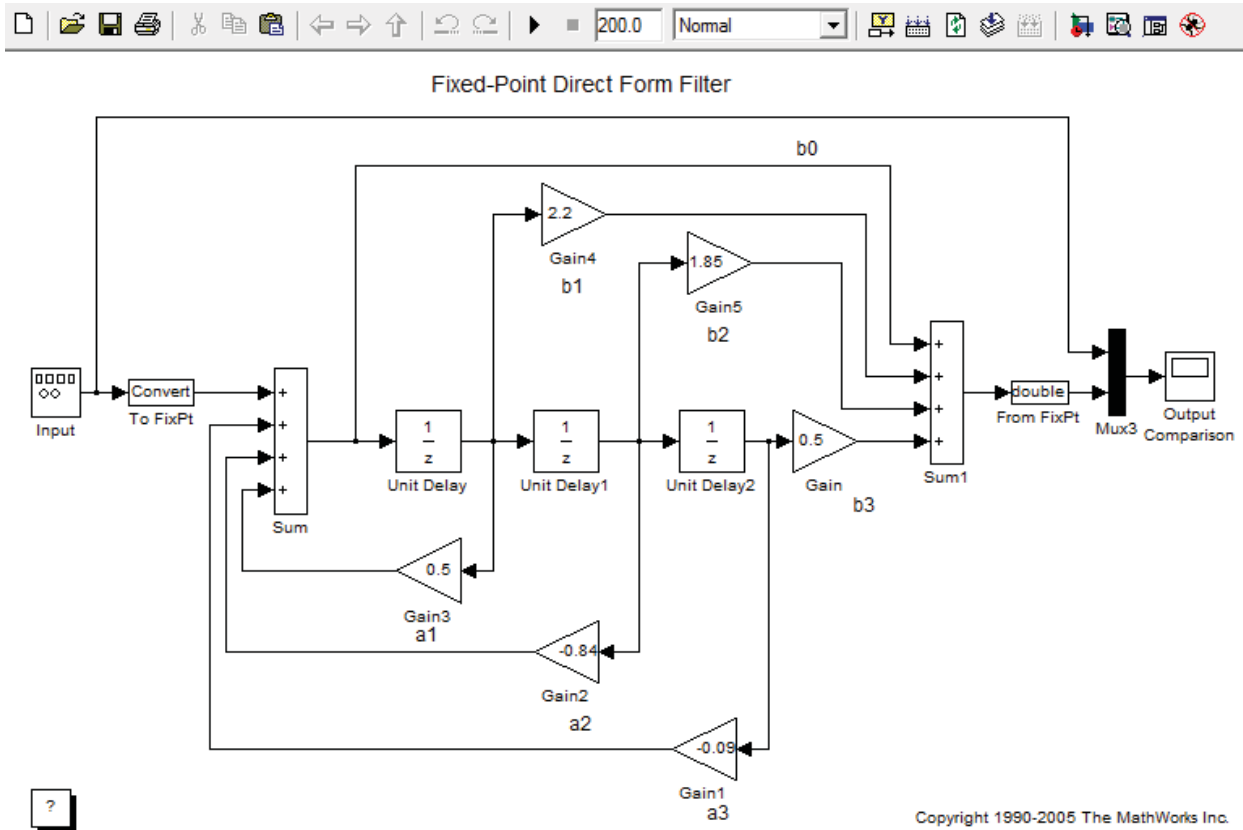 200.0 Normal
Fixed-Point Direct Form Filter
b0
2.2
Gain4
b1
1.85
Gain5
b2
Input
Convert
To FixPt
+
+
+
+
Sum
1
z
Unit Delay
1
z
Unit Delay1
1
z
Unit Delay2
0.5
Gain
b3
+
+
+
+
Sum1
double
From FixPt
Mux3
Output
Comparison
0.5
Gain3
a1
-0.84
Gain2
a2
-0.09
Gain1
a3
?
Copyright 1990-2005 The MathWorks Inc.